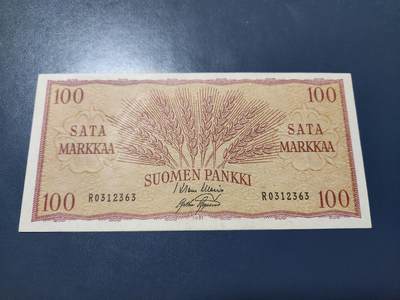 100 100
SATA SATA
MARKKAA MARKKAA
SUOMEN PANKKI
R0312363 R0312363
100 100